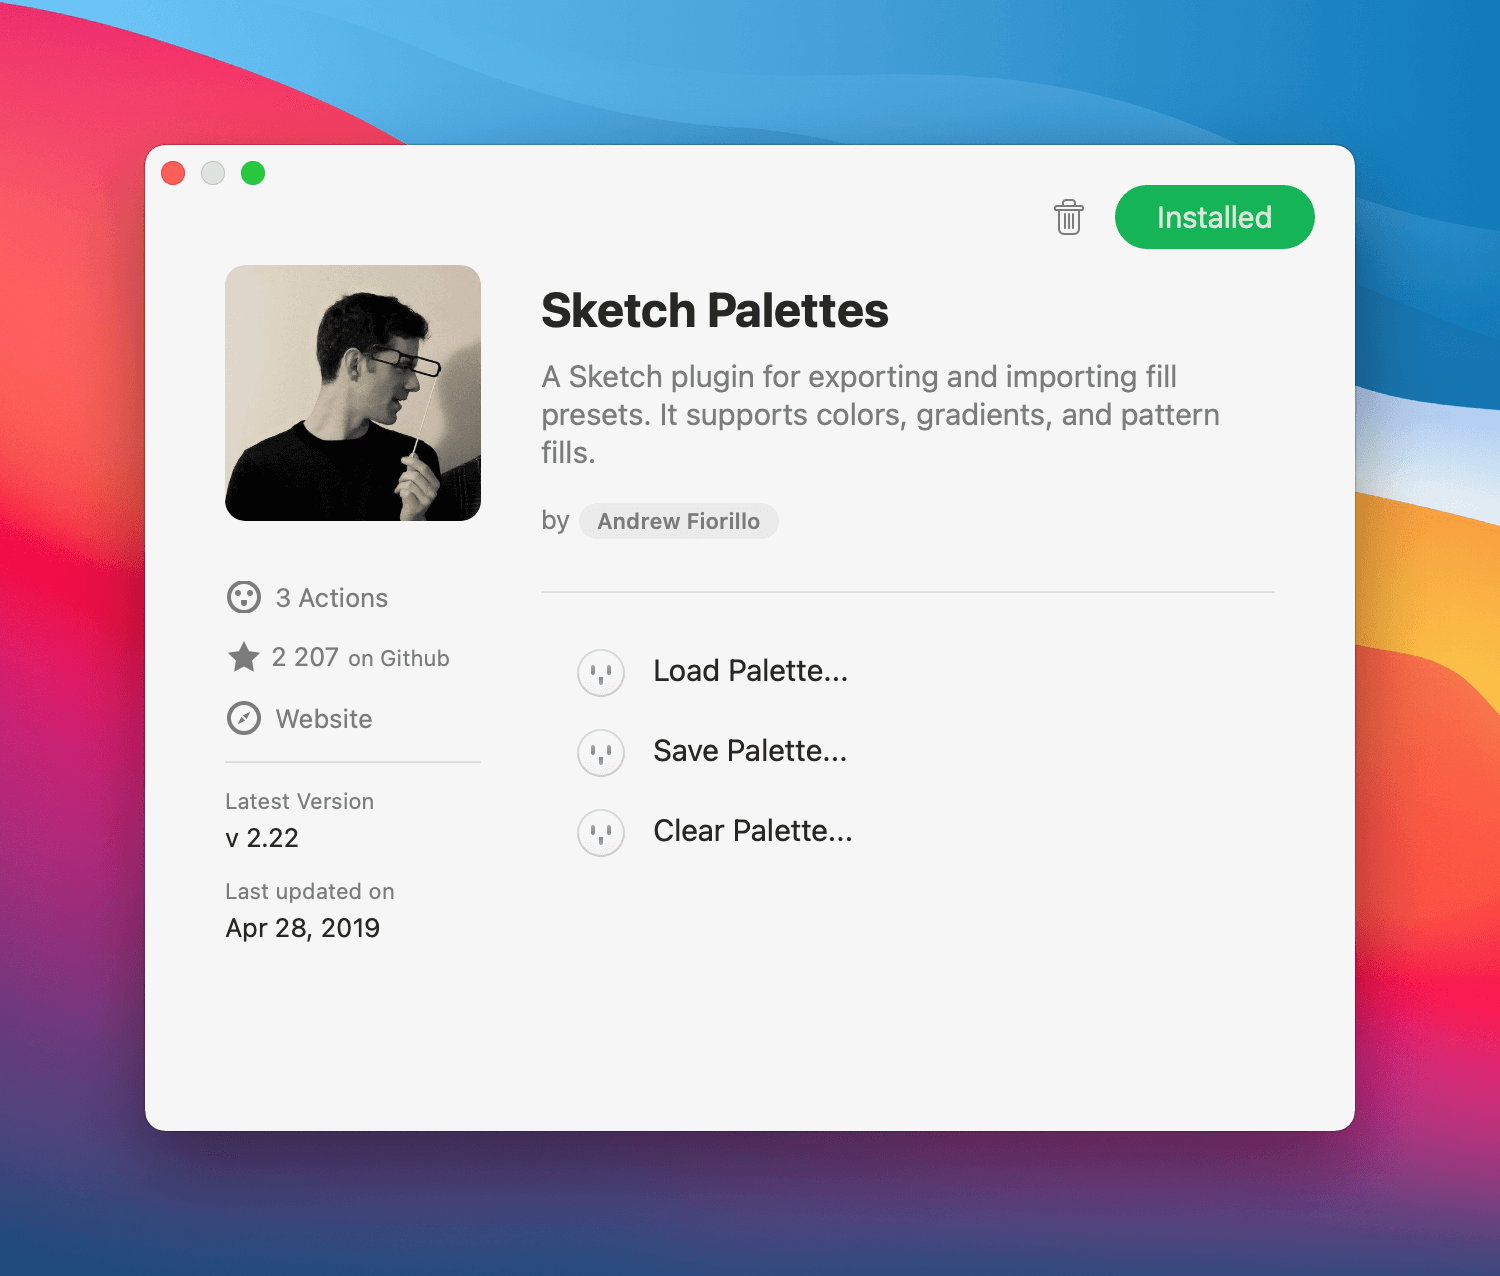 Installed
Sketch Palettes
A Sketch plugin for exporting and importing fill
presets. It supports colors, gradients, and pattern
fills.
by Andrew Fiorillo
3 Actions
2 207 on Github
Website
Latest Version
v 2.22
Last updated on
Apr 28, 2019
Load Palette...
Save Palette...
Clear Palette...